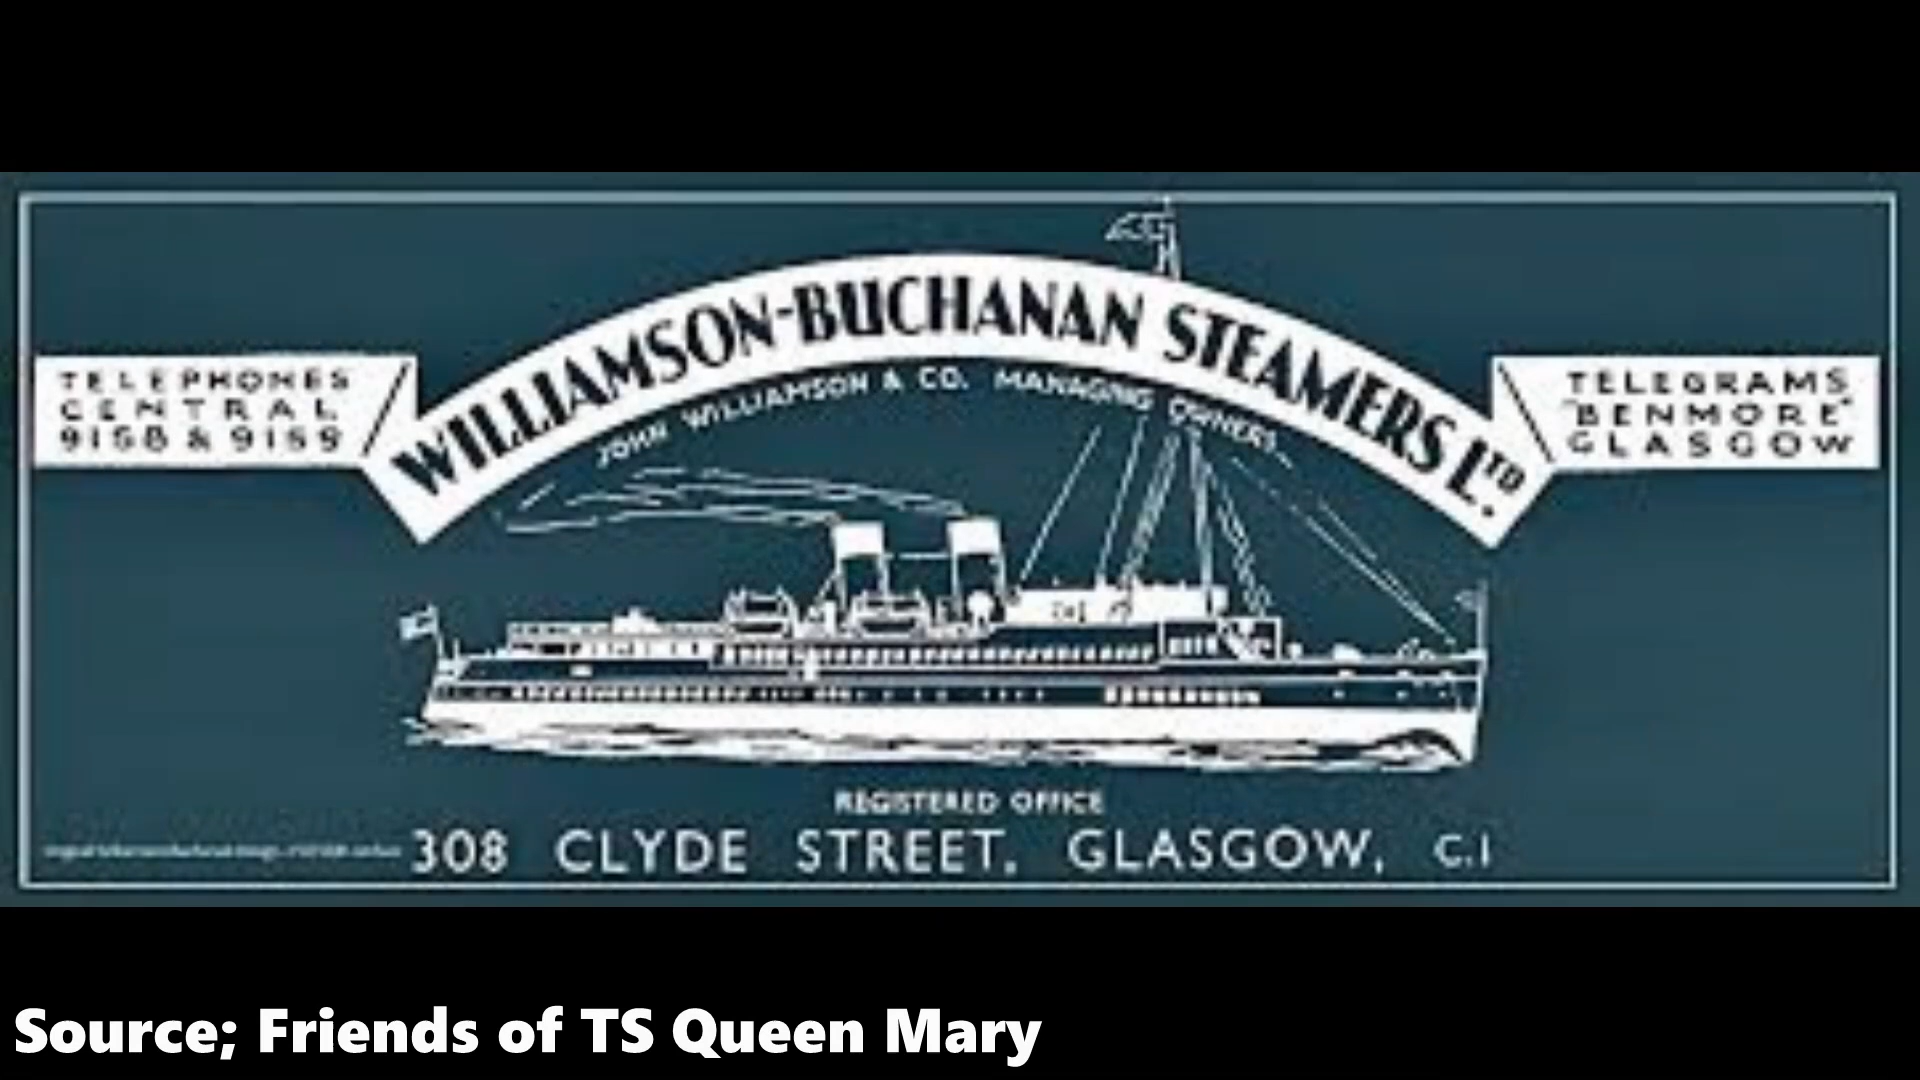 WILLIAMSON-BUCHANAN STEAMERS LTD.
JOHN WILLIAMSON & CO. MANAGING OWNERS.
TELEPHONES
CENTRAL
9158 & 9159
TELEGRAMS
"BENMORE"
GLASGOW
REGISTERED OFFICE
308 CLYDE STREET, GLASGOW, C.1
Source; Friends of TS Queen Mary